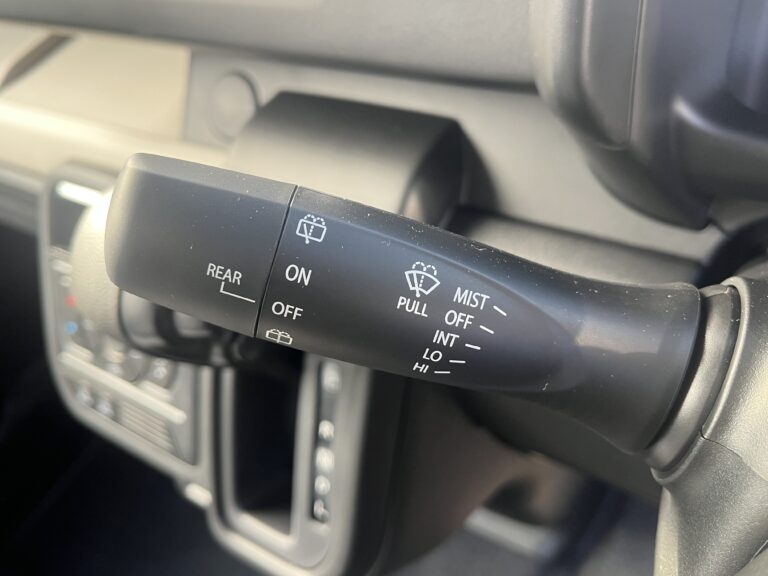 REAR
ON
OFF
PULL
MIST
OFF
INT
LO
HI